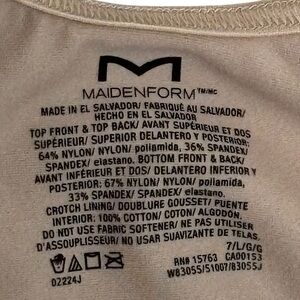 MAIDENFORM TM/MC
MADE IN EL SALVADOR/ FABRIQUÉ AU SALVADOR/
HECHO EN EL SALVADOR
TOP FRONT & TOP BACK/ AVANT SUPÉRIEUR ET DOS
SUPÉRIEUR/ SUPERIOR DELANTERO Y POSTERIOR:
64% NYLON/ NYLON/ poliamida, 36% SPANDEX/
SPANDEX/ elastano. BOTTOM FRONT & BACK/
AVANT INFÉRIEUR ET DOS/ DELANTERO INFERIOR Y
POSTERIOR: 67% NYLON/ NYLON/ poliamida,
33% SPANDEX/ SPANDEX/ elastano.
CROTCH LINING/ DOUBLURE GOUSSET/ PUENTE
INTERIOR: 100% COTTON/ COTON/ ALGODÓN.
DO NOT USE FABRIC SOFTENER/ NE PAS UTILISER
D'ASSOUPLISSEUR/ NO USAR SUAVIZANTE DE TELAS.
7/L/G/G
RN# 15763 CA00153
02224J W83055/S1007/83055J